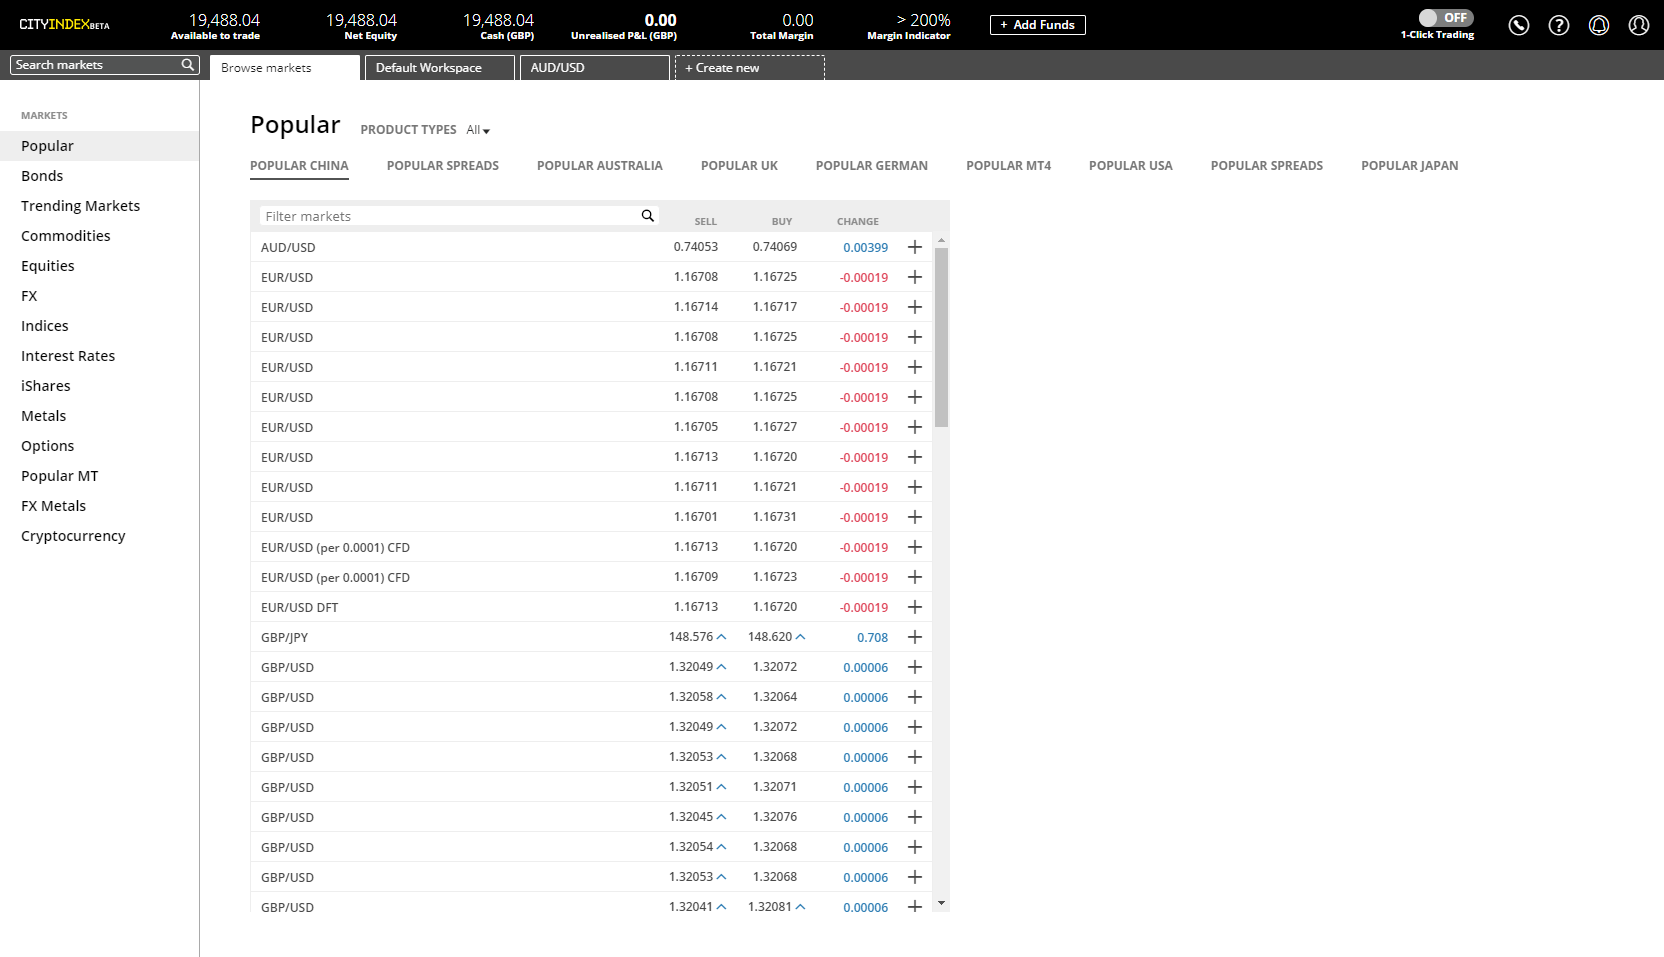 CITYINDEXBETA
19,488.04 19,488.04 19,488.04 0.00 0.00 > 200% + Add Funds OFF
Available to trade Net Equity Cash (GBP) Unrealised P&L (GBP) Total Margin Margin Indicator 1-Click Trading
Search markets Browse markets Default Workspace AUD/USD + Create new
MARKETS
Popular
Bonds
Trending Markets
Commodities
Equities
FX
Indices
Interest Rates
iShares
Metals
Options
Popular MT
FX Metals
Cryptocurrency
Popular PRODUCT TYPES All
POPULAR CHINA POPULAR SPREADS POPULAR AUSTRALIA POPULAR UK POPULAR GERMAN POPULAR MT4 POPULAR USA POPULAR SPREADS POPULAR JAPAN
Filter markets SELL BUY CHANGE
AUD/USD 0.74053 0.74069 0.00399 +
EUR/USD 1.16708 1.16725 -0.00019 +
EUR/USD 1.16714 1.16717 -0.00019 +
EUR/USD 1.16708 1.16725 -0.00019 +
EUR/USD 1.16711 1.16721 -0.00019 +
EUR/USD 1.16708 1.16725 -0.00019 +
EUR/USD 1.16705 1.16727 -0.00019 +
EUR/USD 1.16713 1.16720 -0.00019 +
EUR/USD 1.16711 1.16721 -0.00019 +
EUR/USD 1.16701 1.16731 -0.00019 +
EUR/USD (per 0.0001) CFD 1.16713 1.16720 -0.00019 +
EUR/USD (per 0.0001) CFD 1.16709 1.16723 -0.00019 +
EUR/USD DFT 1.16713 1.16720 -0.00019 +
GBP/JPY 148.576 148.620 0.708 +
GBP/USD 1.32049 1.32072 0.00006 +
GBP/USD 1.32058 1.32064 0.00006 +
GBP/USD 1.32049 1.32072 0.00006 +
GBP/USD 1.32053 1.32068 0.00006 +
GBP/USD 1.32051 1.32071 0.00006 +
GBP/USD 1.32045 1.32076 0.00006 +
GBP/USD 1.32054 1.32068 0.00006 +
GBP/USD 1.32053 1.32068 0.00006 +
GBP/USD 1.32041 1.32081 0.00006 +